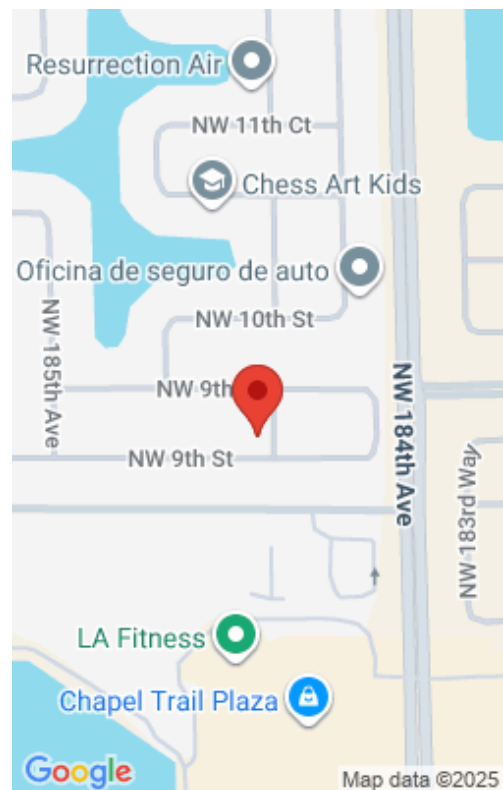 Resurrection Air
NW 11th Ct
Chess Art Kids
Oficina de seguro de auto
NW 10th St
NW 185th Ave
NW 9th
NW 184th Ave
NW 9th St
NW 183rd Way
LA Fitness
Chapel Trail Plaza
Google
Map data ©2025